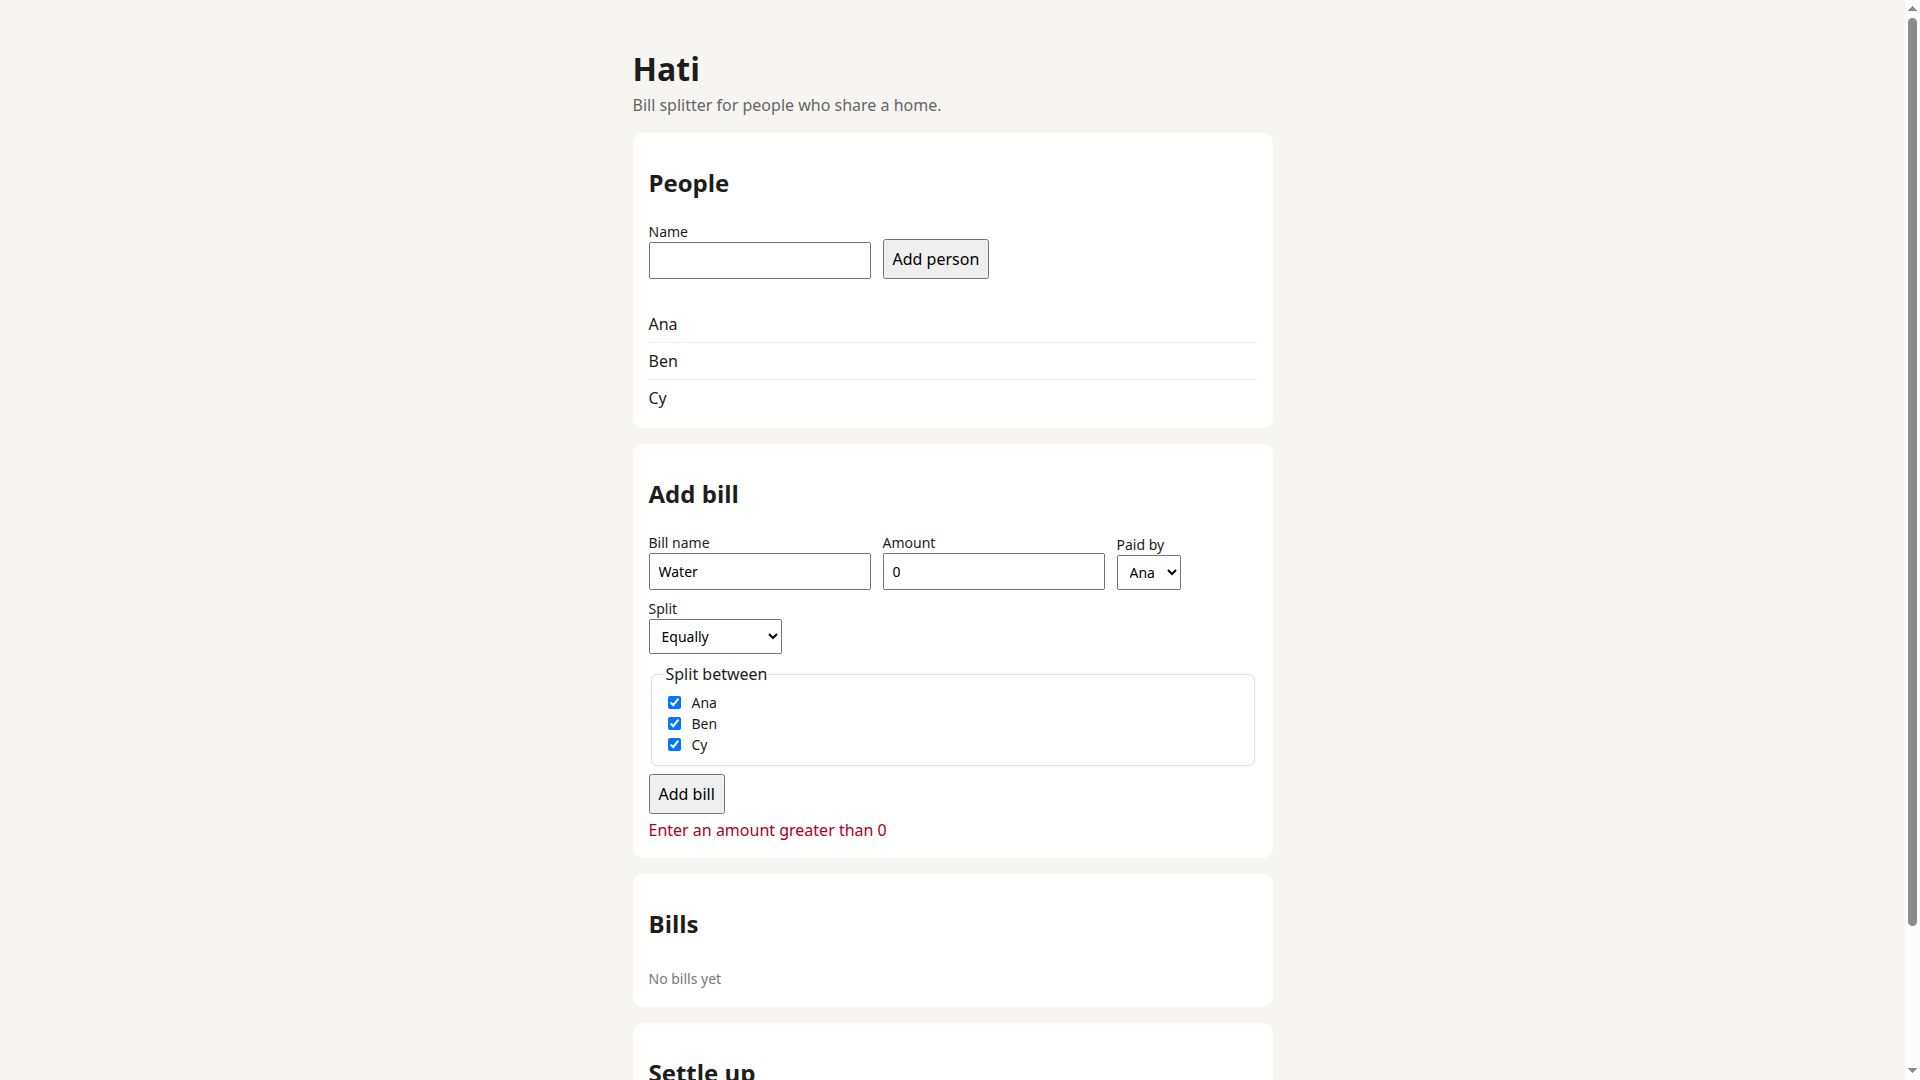 Hati
Bill splitter for people who share a home.
People
Name
Add person
Ana
Ben
Cy
Add bill
Bill name Amount Paid by
Water 0 Ana
Split
Equally
Split between
Ana
Ben
Cy
Add bill
Enter an amount greater than 0
Bills
No bills yet
Settle up